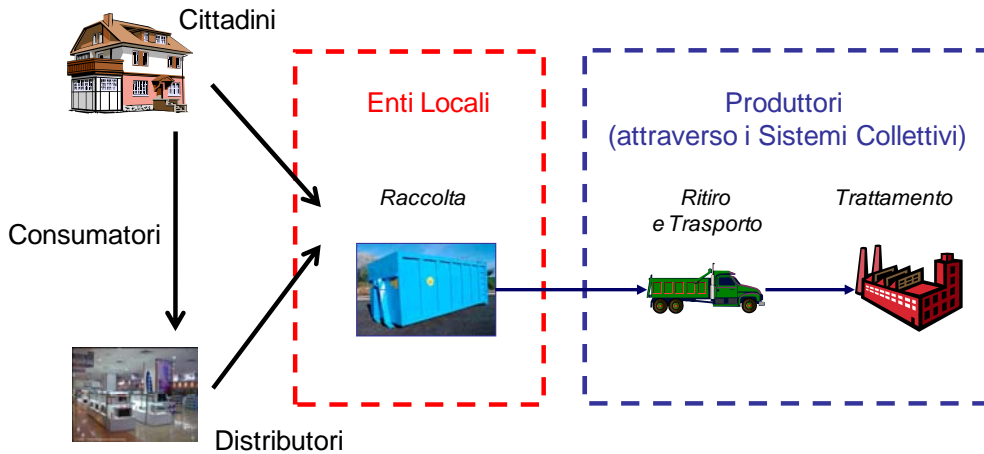 Cittadini
Enti Locali
Produttori
(attraverso i Sistemi Collettivi)
Raccolta
Ritiro
e Trasporto
Trattamento
Consumatori
Distributori